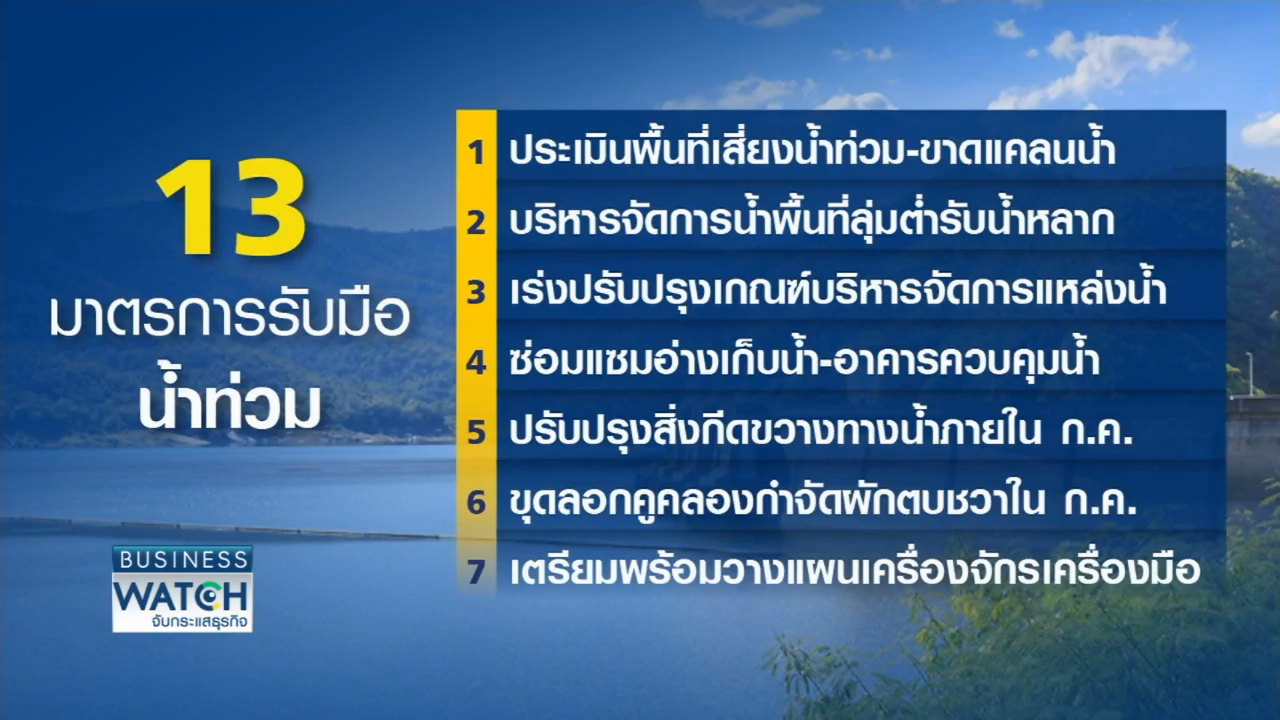 13
มาตรการรับมือ
น้ำท่วม
1 ประเมินพื้นที่เสี่ยงน้ำท่วม-ขาดแคลนน้ำ
2 บริหารจัดการน้ำพื้นที่ลุ่มต่ำรับน้ำหลาก
3 เร่งปรับปรุงเกณฑ์บริหารจัดการแหล่งน้ำ
4 ซ่อมแซมอ่างเก็บน้ำ-อาคารควบคุมน้ำ
5 ปรับปรุงสิ่งกีดขวางทางน้ำภายใน ก.ค.
6 ขุดลอกคูคลองกำจัดผักตบชวาใน ก.ค.
7 เตรียมพร้อมวางแผนเครื่องจักรเครื่องมือ
BUSINESS
WATCH
จับกระแสธุรกิจ